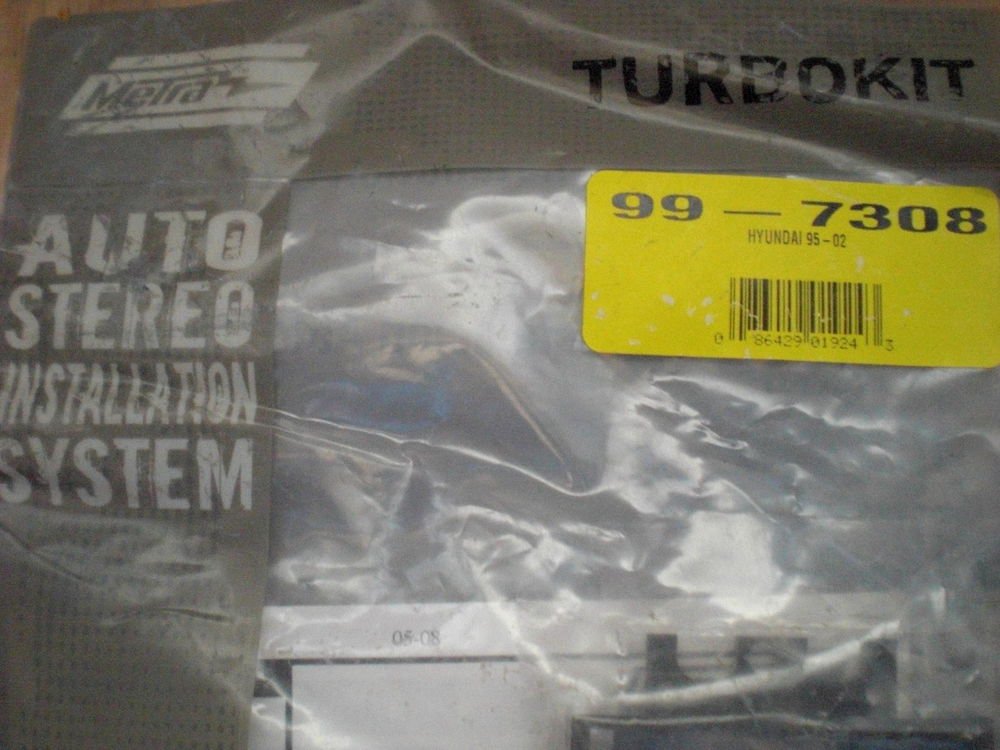 Metra
TURBOKIT
99 – 7308
HYUNDAI 95 – 02
0 86429 01924 3
AUTO
STEREO
INSTALLATION
SYSTEM
05-08